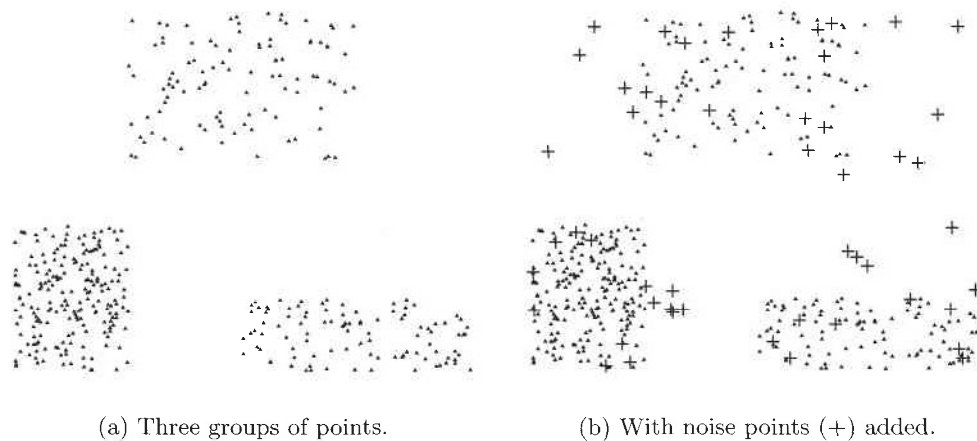 (a) Three groups of points.
(b) With noise points (+) added.